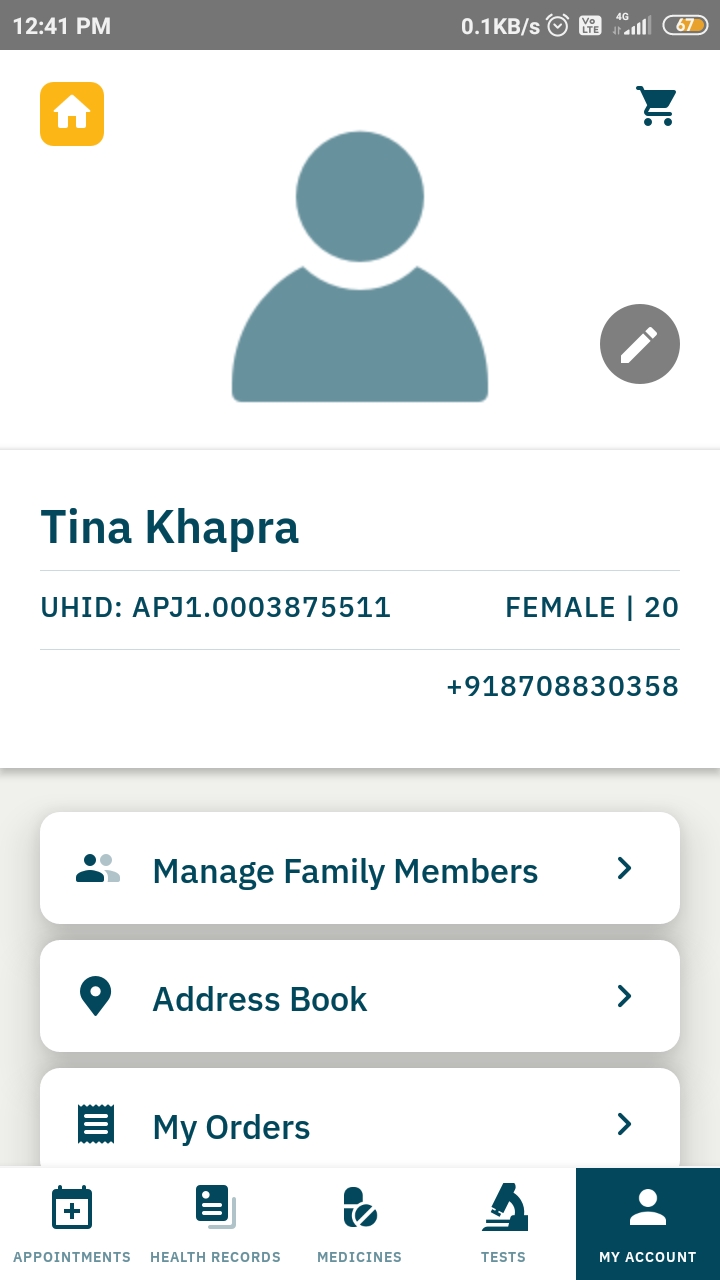 12:41 PM 0.1KB/s Vo LTE 4G 67
Tina Khapra
UHID: APJ1.0003875511 FEMALE | 20
+918708830358
Manage Family Members
Address Book
My Orders
APPOINTMENTS HEALTH RECORDS MEDICINES TESTS MY ACCOUNT